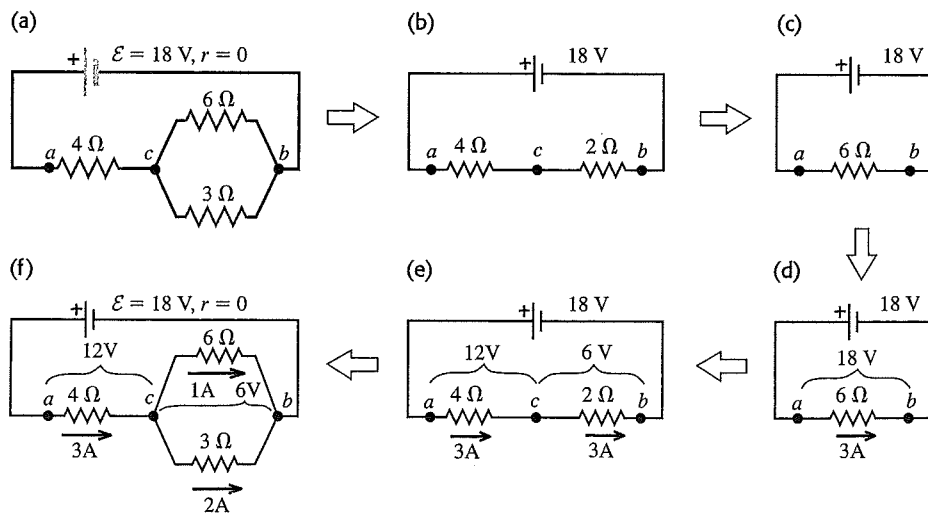 (a)
ℰ = 18 V, r = 0
+
6 Ω
4 Ω
a
c
b
3 Ω
(b)
18 V
+
4 Ω
2 Ω
a
c
b
(c)
18 V
+
6 Ω
a
b
(f)
ℰ = 18 V, r = 0
+
6 Ω
12V
1A
6V
4 Ω
a
c
b
3A
3 Ω
2A
(e)
18 V
+
12V
6 V
4 Ω
2 Ω
a
c
b
3A
3A
(d)
18 V
+
18 V
6 Ω
a
b
3A